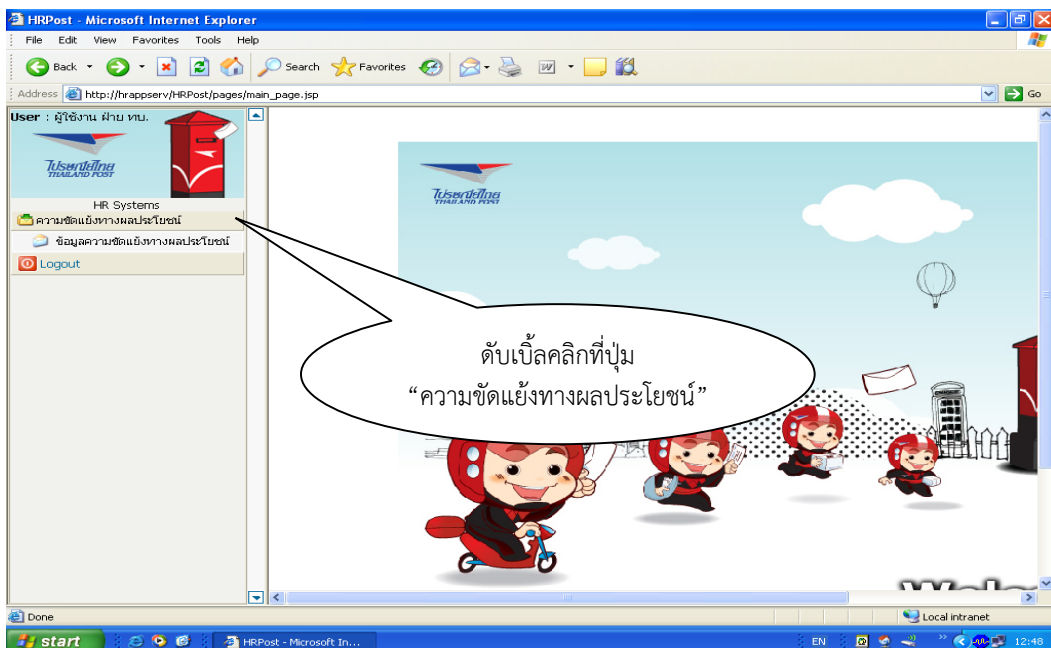 HRPost - Microsoft Internet Explorer
File Edit View Favorites Tools Help
Back Search Favorites
Address http://hrappserv/HRPost/pages/main_page.jsp Go
User : ผู้ใช้งาน ฝ่าย ทบ.
ไปรษณีย์ไทย
THAILAND POST
HR Systems
ความขัดแย้งทางผลประโยชน์
ข้อมูลความขัดแย้งทางผลประโยชน์
Logout
ไปรษณีย์ไทย
THAILAND POST
ดับเบิ้ลคลิกที่ปุ่ม
“ความขัดแย้งทางผลประโยชน์”
Done Local intranet
start HRPost - Microsoft In... EN 12:48